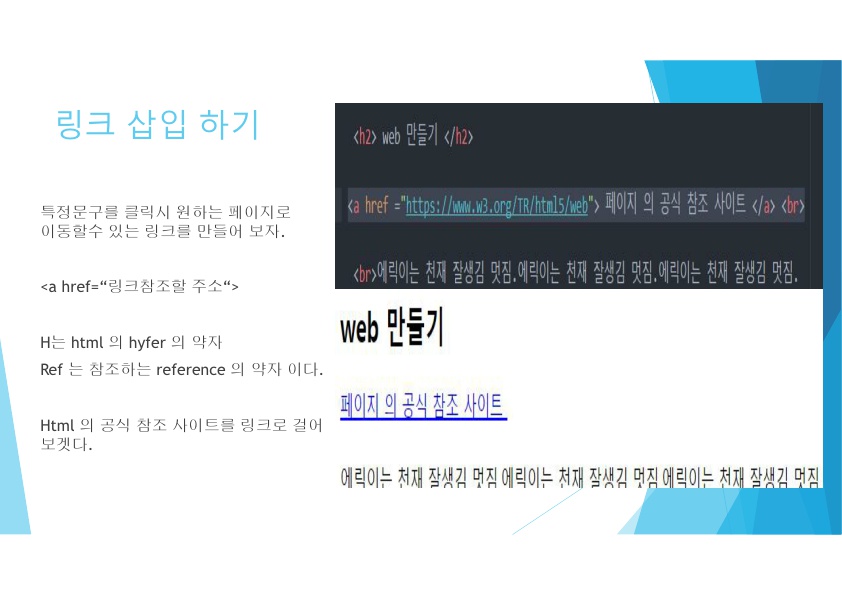 링크 삽입 하기
특정문구를 클릭시 원하는 페이지로
이동할수 있는 링크를 만들어 보자.
<a href=“링크참조할 주소“>
H는 html 의 hyfer 의 약자
Ref 는 참조하는 reference 의 약자 이다.
Html 의 공식 참조 사이트를 링크로 걸어
보겟다.
<h2> web 만들기 </h2>
<a href ="https://www.w3.org/TR/html5/web"> 페이지 의 공식 참조 사이트 </a> <br>
<br>에릭이는 천재 잘생김 멋짐.에릭이는 천재 잘생김 멋짐.에릭이는 천재 잘생김 멋짐.
web 만들기
페이지 의 공식 참조 사이트
에릭이는 천재 잘생김 멋짐 에릭이는 천재 잘생김 멋짐 에릭이는 천재 잘생김 멋짐